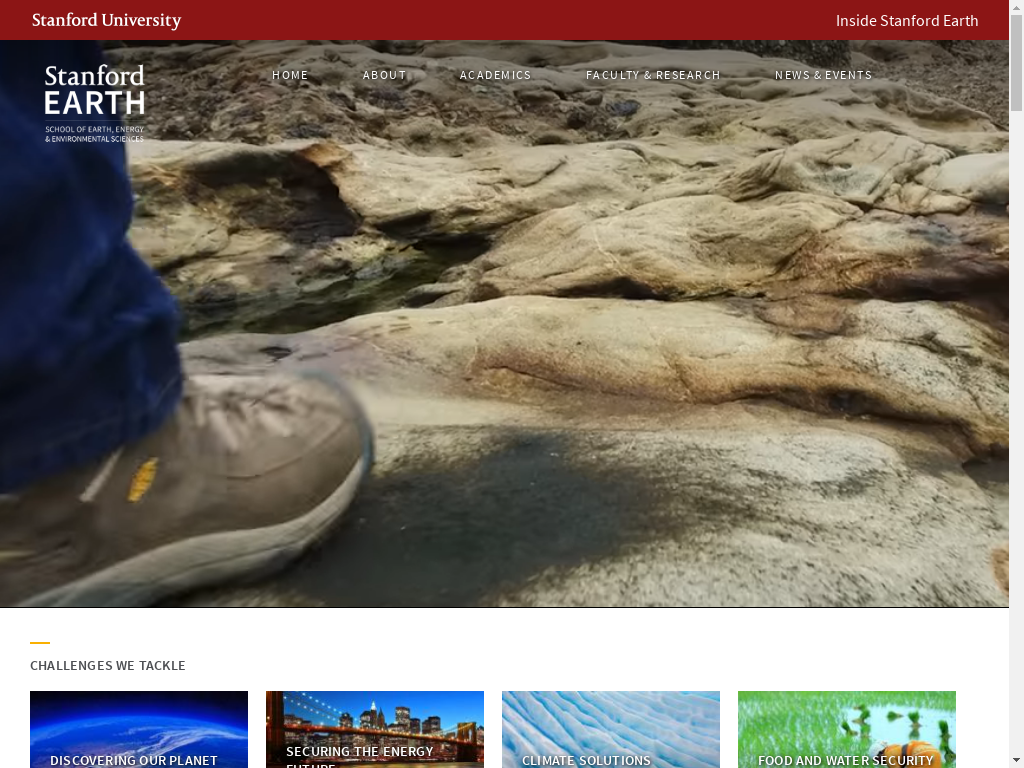 Stanford University
Inside Stanford Earth
Stanford
EARTH
SCHOOL OF EARTH, ENERGY
& ENVIRONMENTAL SCIENCES
HOME
ABOUT
ACADEMICS
FACULTY & RESEARCH
NEWS & EVENTS
CHALLENGES WE TACKLE
DISCOVERING OUR PLANET
SECURING THE ENERGY
FUTURE
CLIMATE SOLUTIONS
FOOD AND WATER SECURITY